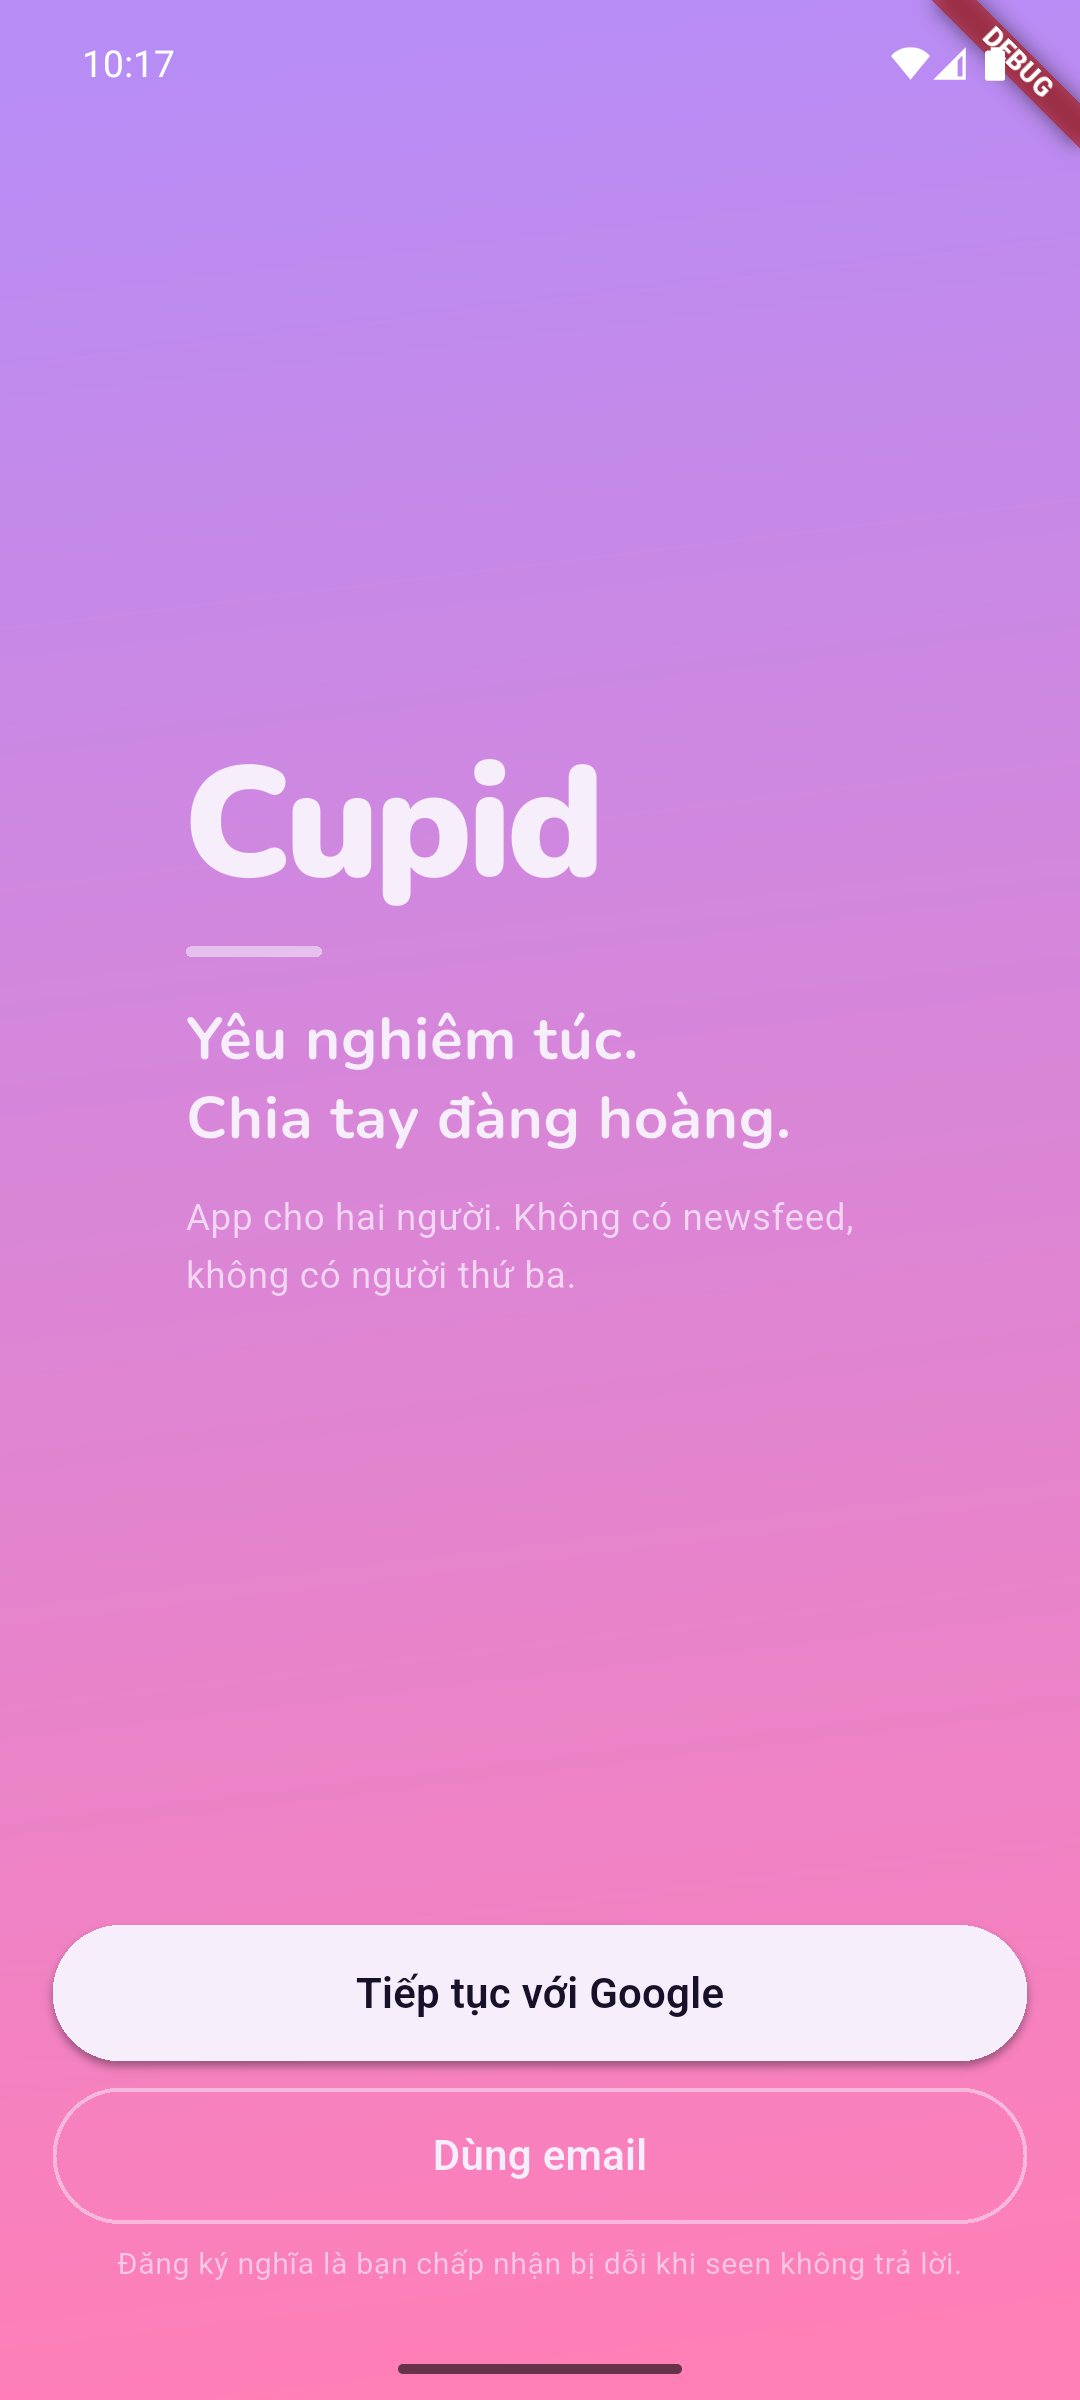 10:17
DEBUG
Cupid
Yêu nghiêm túc.
Chia tay đàng hoàng.
App cho hai người. Không có newsfeed,
không có người thứ ba.
Tiếp tục với Google
Dùng email
Đăng ký nghĩa là bạn chấp nhận bị dỗi khi seen không trả lời.